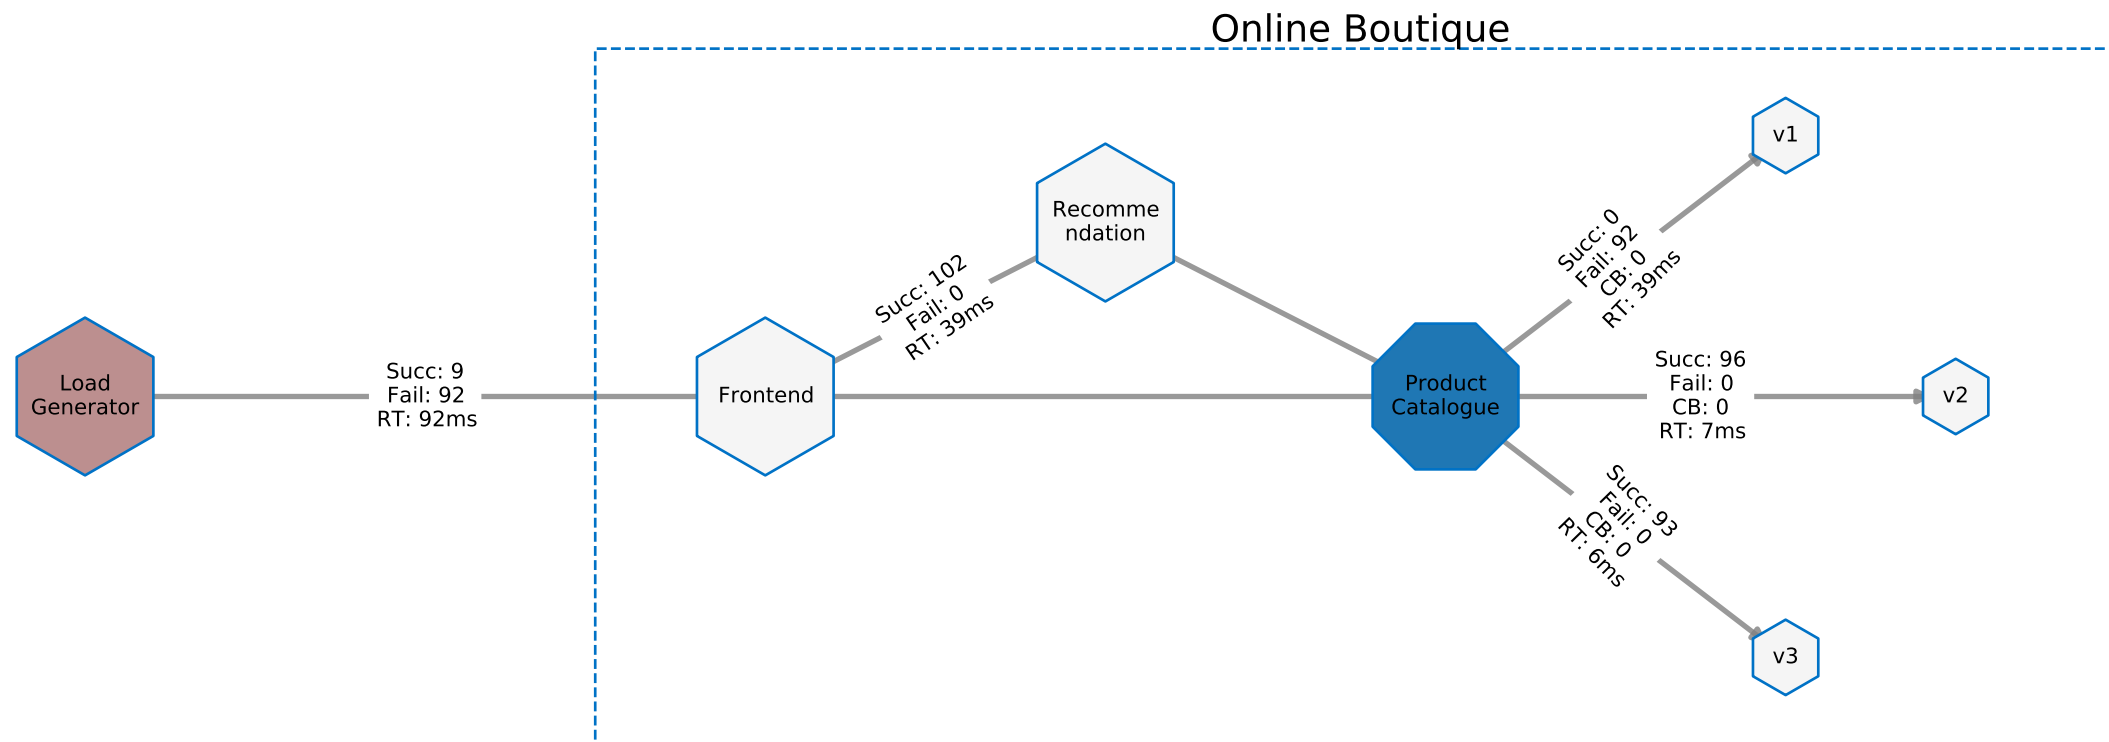 Online Boutique
Load
Generator
Succ: 9
Fail: 92
RT: 92ms
Frontend
Succ: 102
Fail: 0
RT: 39ms
Recomme
ndation
Product
Catalogue
Succ: 0
Fail: 92
CB: 0
RT: 39ms
v1
Succ: 96
Fail: 0
CB: 0
RT: 7ms
v2
Succ: 93
Fail: 0
CB: 0
RT: 6ms
v3